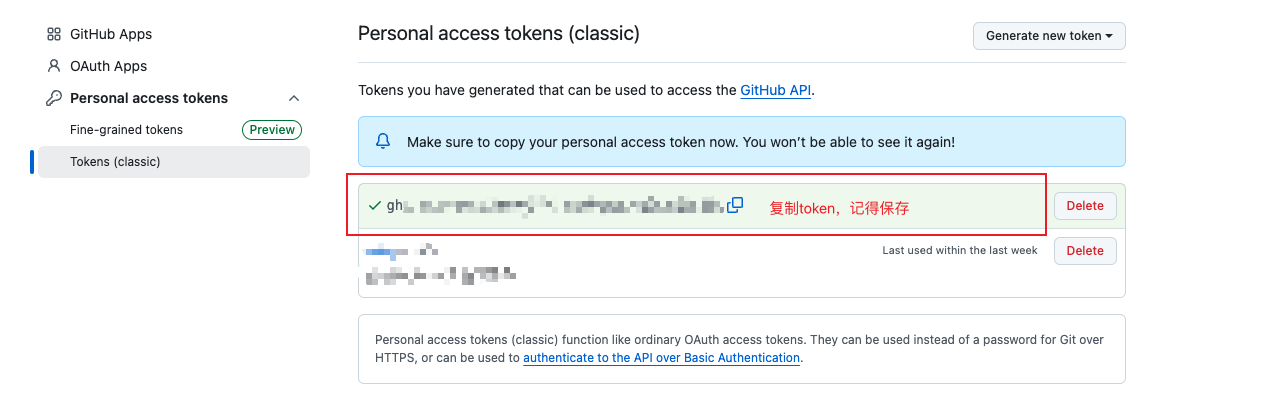 GitHub Apps
OAuth Apps
Personal access tokens
Fine-grained tokens Preview
Tokens (classic)
Personal access tokens (classic)
Generate new token
Tokens you have generated that can be used to access the GitHub API.
Make sure to copy your personal access token now. You won’t be able to see it again!
gh
复制token，记得保存
Delete
Last used within the last week
Delete
Personal access tokens (classic) function like ordinary OAuth access tokens. They can be used instead of a password for Git over
HTTPS, or can be used to authenticate to the API over Basic Authentication.